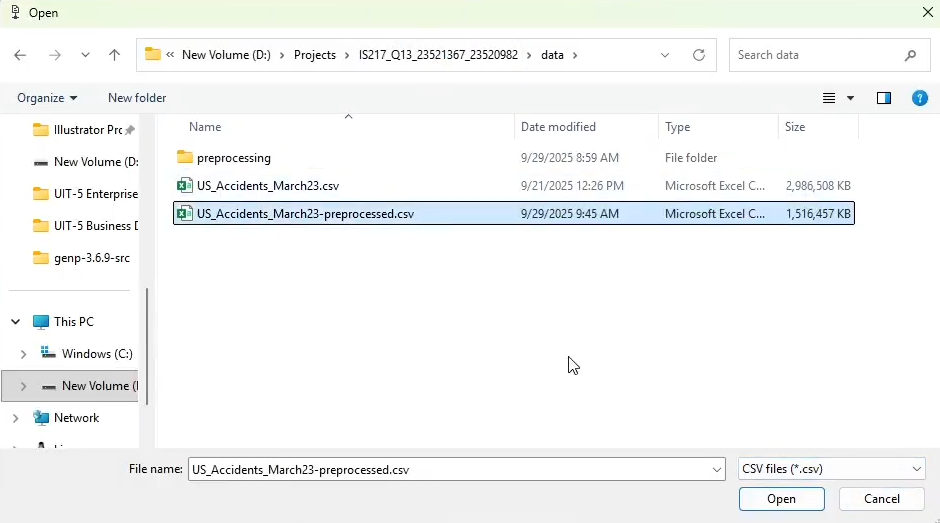 Open
« New Volume (D:) › Projects › IS217_Q13_23521367_23520982 › data ›
Search data
Organize
New folder
Name
Date modified
Type
Size
Illustrator Prc
New Volume (D:
UIT-5 Enterprise
UIT-5 Business D
genp-3.6.9-src
This PC
Windows (C:)
New Volume (
Network
preprocessing 9/29/2025 8:59 AM File folder
US_Accidents_March23.csv 9/21/2025 12:26 PM Microsoft Excel C... 2,986,508 KB
US_Accidents_March23-preprocessed.csv 9/29/2025 9:45 AM Microsoft Excel C... 1,516,457 KB
File name: US_Accidents_March23-preprocessed.csv
CSV files (*.csv)
Open
Cancel